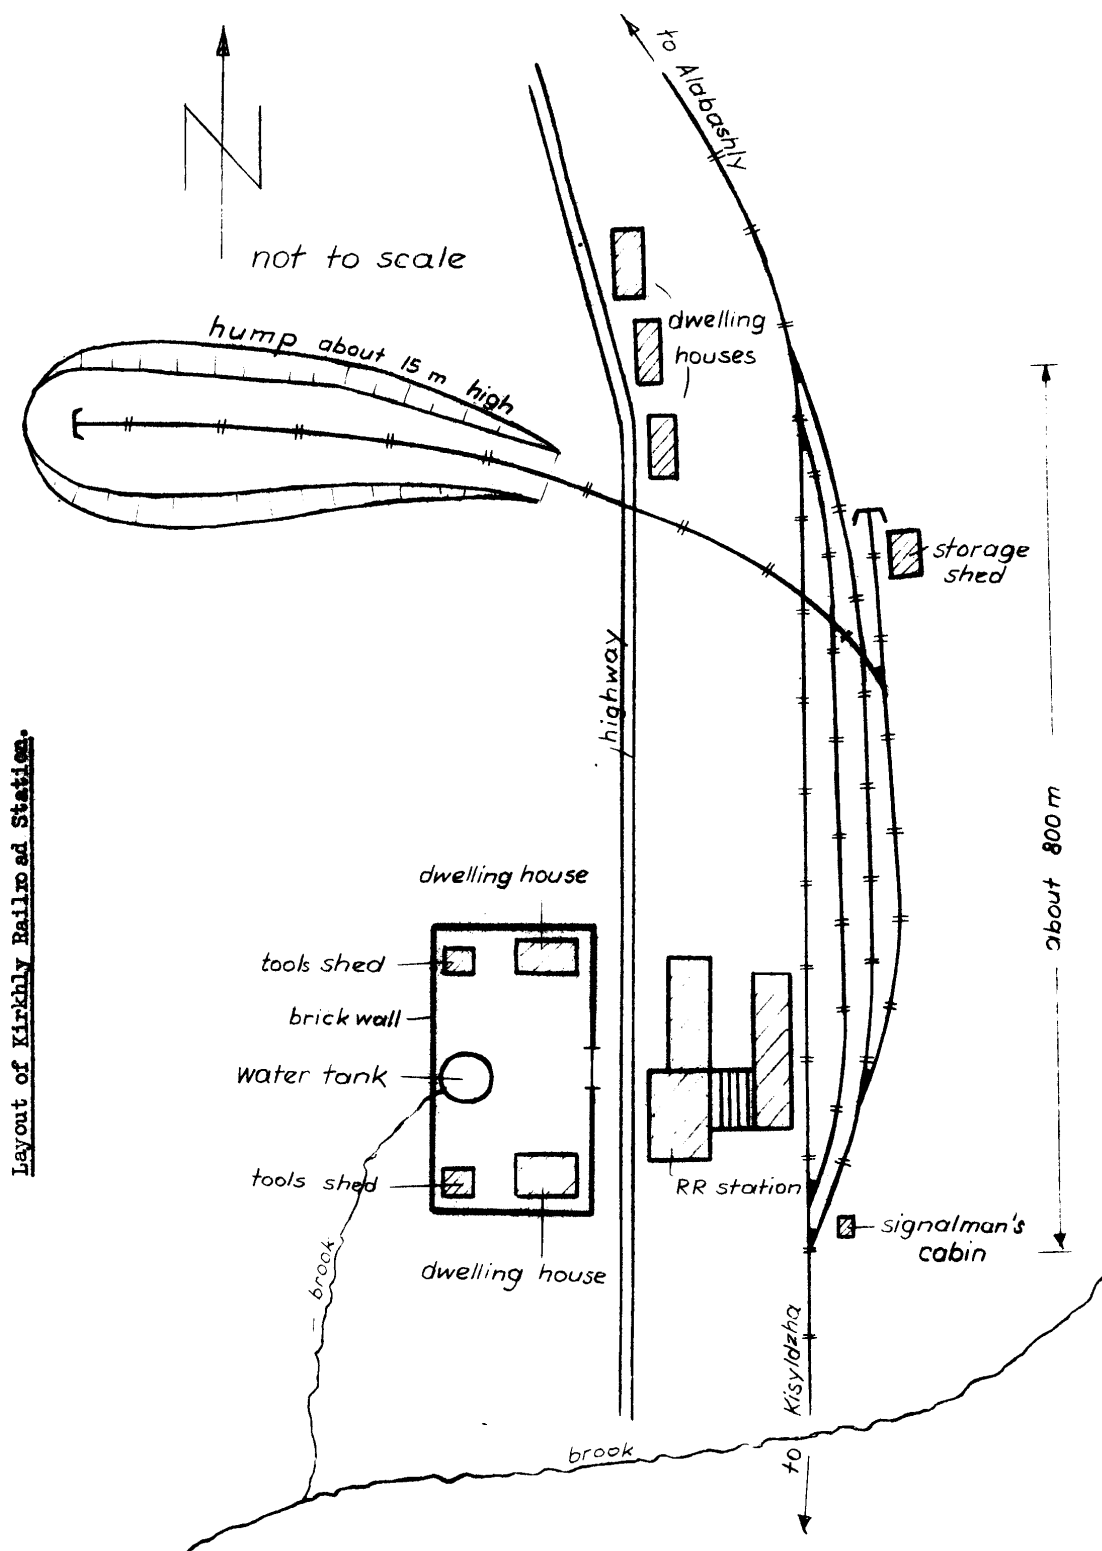 to Alabashly
N
not to scale
hump about 15 m high
dwelling
houses
storage
shed
highway
about 800 m
Layout of Kirkhly Railroad Station.
dwelling house
tools shed
brick wall
water tank
tools shed
RR station
signalman's
cabin
dwelling house
brook
to Kisyldzha
brook